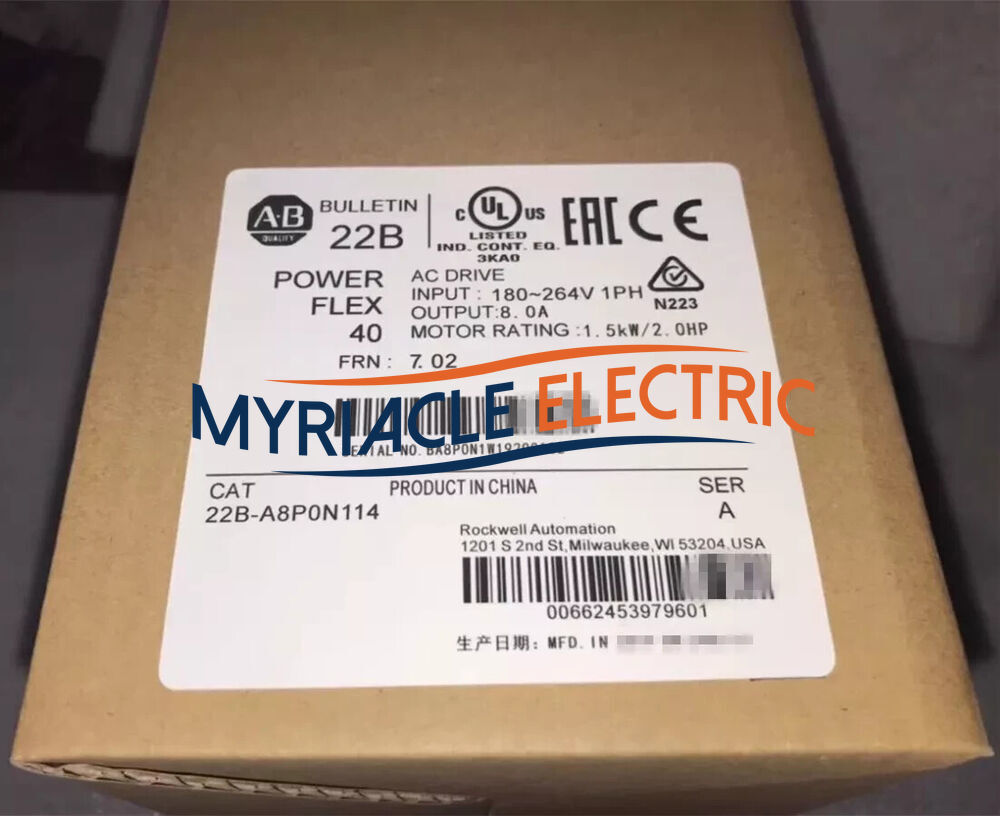 A·B
QUALITY
BULLETIN
22B
C UL US
LISTED
IND. CONT. EQ.
3KA0
EAC CE
N223
POWER
FLEX
40
AC DRIVE
INPUT : 180~264V 1PH
OUTPUT:8.0A
MOTOR RATING :1.5kW/2.0HP
FRN : 7.02
MYRIACLE ELECTRIC
SERIAL NO.
CAT
22B-A8P0N114
PRODUCT IN CHINA
SER
A
Rockwell Automation
1201 S 2nd St,Milwaukee,WI 53204,USA
00662453979601
生产日期: MFD. IN